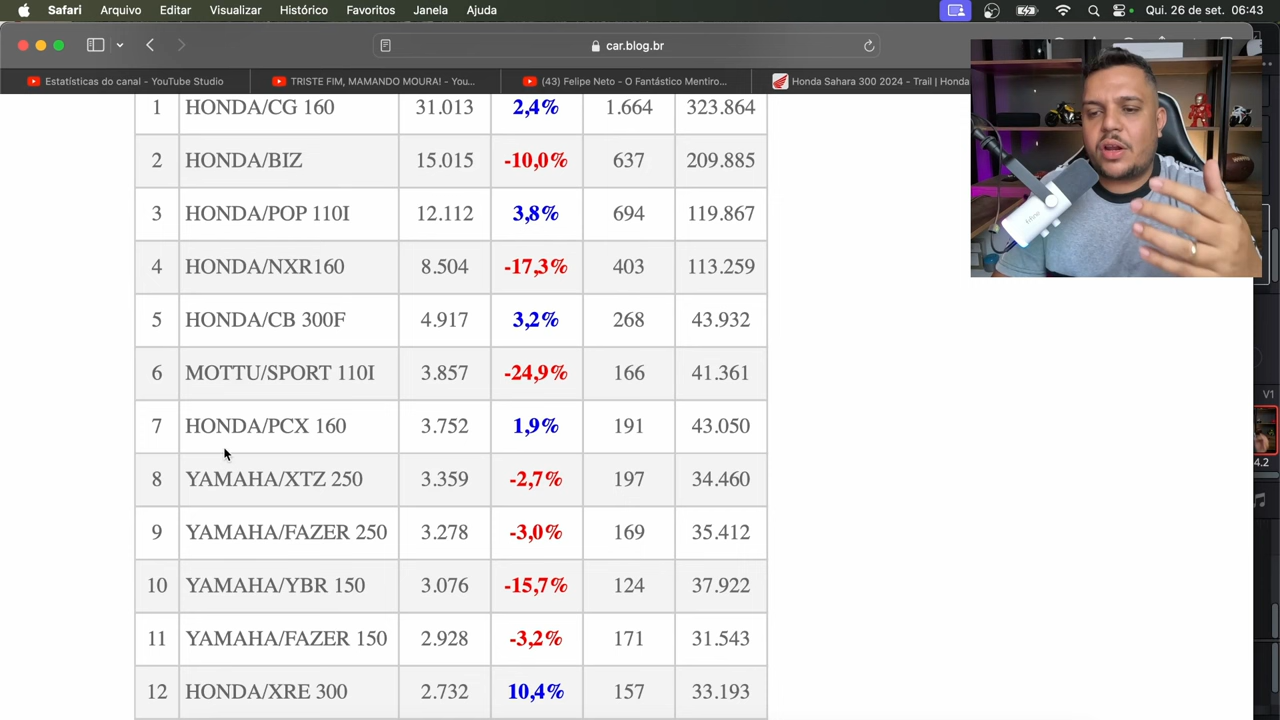 Safari Arquivo Editar Visualizar Histórico Favoritos Janela Ajuda Qui. 26 de set. 06:43
car.blog.br
Estatísticas do canal - YouTube Studio TRISTE FIM, MAMANDO MOURA! - You... (43) Felipe Neto - O Fantástico Mentiro... Honda Sahara 300 2024 - Trail | Honda
1 HONDA/CG 160 31.013 2,4% 1.664 323.864
2 HONDA/BIZ 15.015 -10,0% 637 209.885
3 HONDA/POP 110I 12.112 3,8% 694 119.867
4 HONDA/NXR160 8.504 -17,3% 403 113.259
5 HONDA/CB 300F 4.917 3,2% 268 43.932
6 MOTTU/SPORT 110I 3.857 -24,9% 166 41.361
7 HONDA/PCX 160 3.752 1,9% 191 43.050
8 YAMAHA/XTZ 250 3.359 -2,7% 197 34.460
9 YAMAHA/FAZER 250 3.278 -3,0% 169 35.412
10 YAMAHA/YBR 150 3.076 -15,7% 124 37.922
11 YAMAHA/FAZER 150 2.928 -3,2% 171 31.543
12 HONDA/XRE 300 2.732 10,4% 157 33.193
V1
4.2